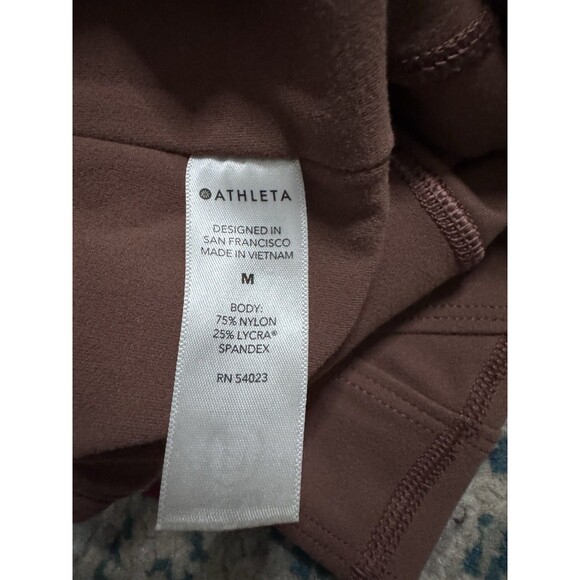 ATHLETA
DESIGNED IN
SAN FRANCISCO
MADE IN VIETNAM
M
BODY:
75% NYLON
25% LYCRA®
SPANDEX
RN 54023